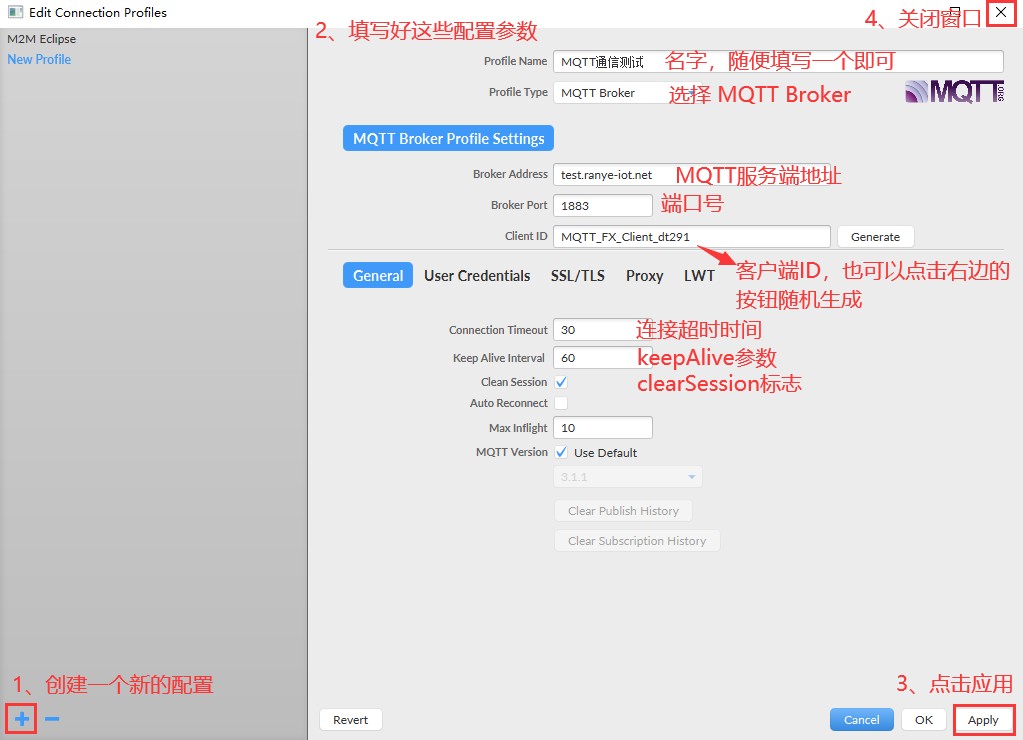 Edit Connection Profiles
4、关闭窗口
M2M Eclipse
New Profile
2、填写好这些配置参数
Profile Name MQTT通信测试 名字，随便填写一个即可
Profile Type MQTT Broker 选择 MQTT Broker
MQTT.ORG
MQTT Broker Profile Settings
Broker Address test.ranye-iot.net MQTT服务端地址
Broker Port 1883 端口号
Client ID MQTT_FX_Client_dt291 Generate
客户端ID，也可以点击右边的
按钮随机生成
General User Credentials SSL/TLS Proxy LWT
Connection Timeout 30 连接超时时间
Keep Alive Interval 60 keepAlive参数
Clean Session clearSession标志
Auto Reconnect
Max Inflight 10
MQTT Version Use Default
3.1.1
Clear Publish History
Clear Subscription History
1、创建一个新的配置
3、点击应用
Revert Cancel OK Apply